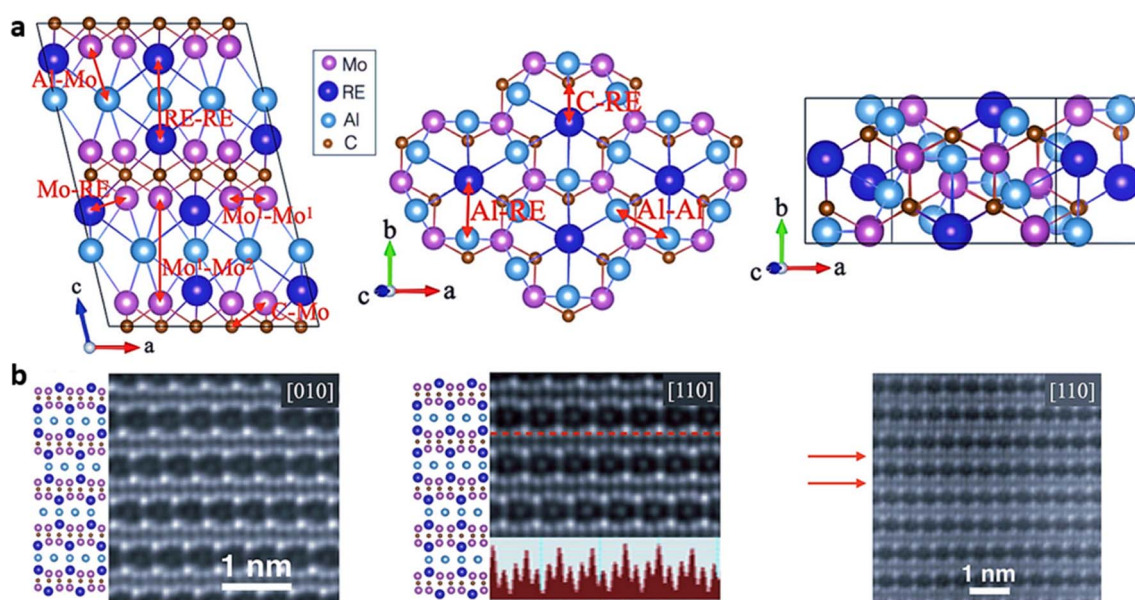 a
Al-Mo
RE-RE
Mo-RE
Mo¹-Mo¹
Mo¹-Mo²
C-Mo
c
a
Mo
RE
Al
C
C-RE
Al-RE
Al-Al
b
c
a
b
c
a
b
[010]
1 nm
[110]
[110]
1 nm